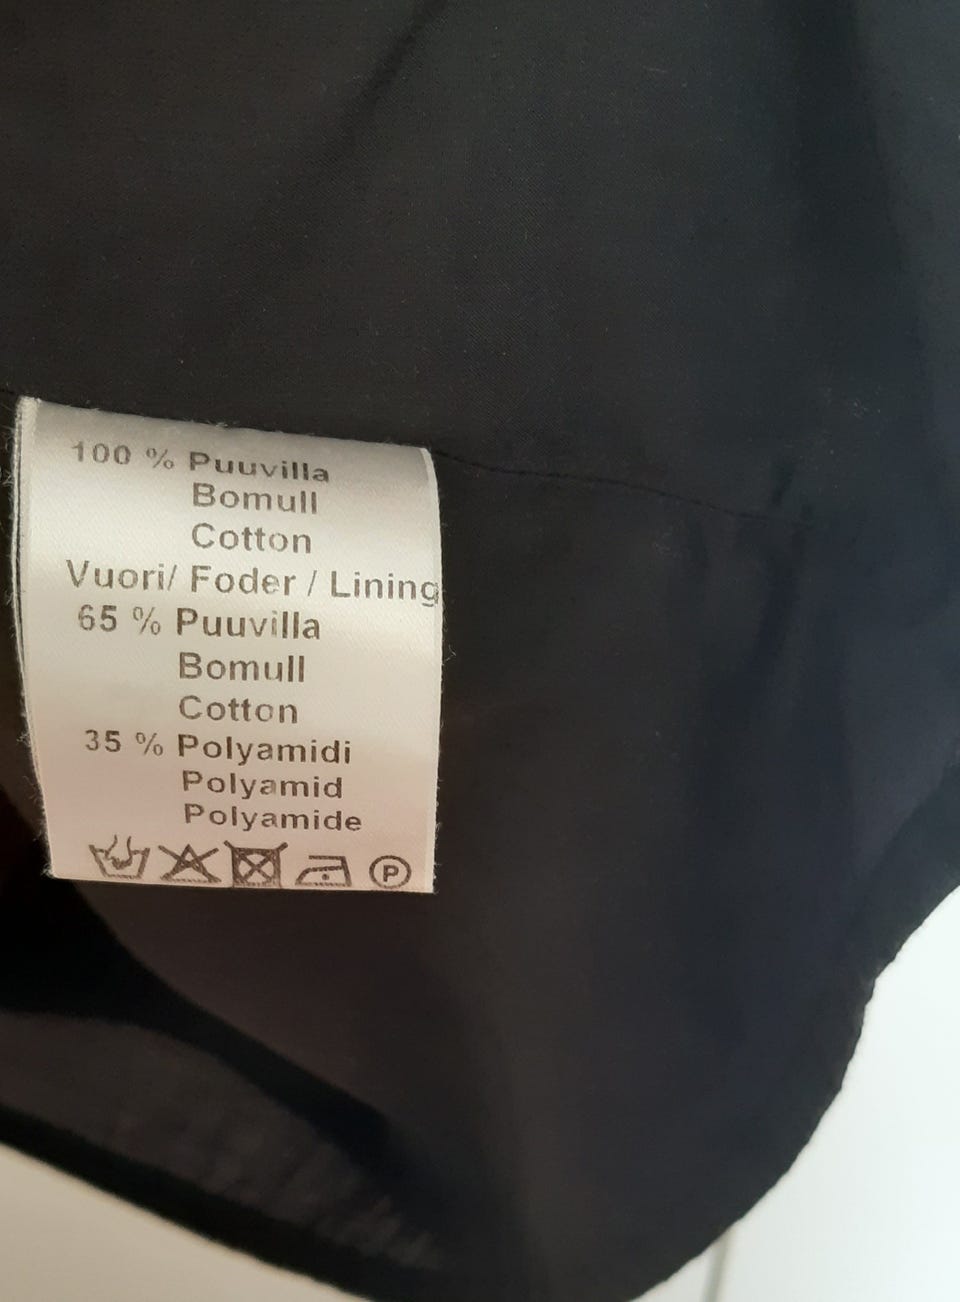 100 % Puuvilla
Bomull
Cotton
Vuori/ Foder / Lining
65 % Puuvilla
Bomull
Cotton
35 % Polyamidi
Polyamid
Polyamide
P